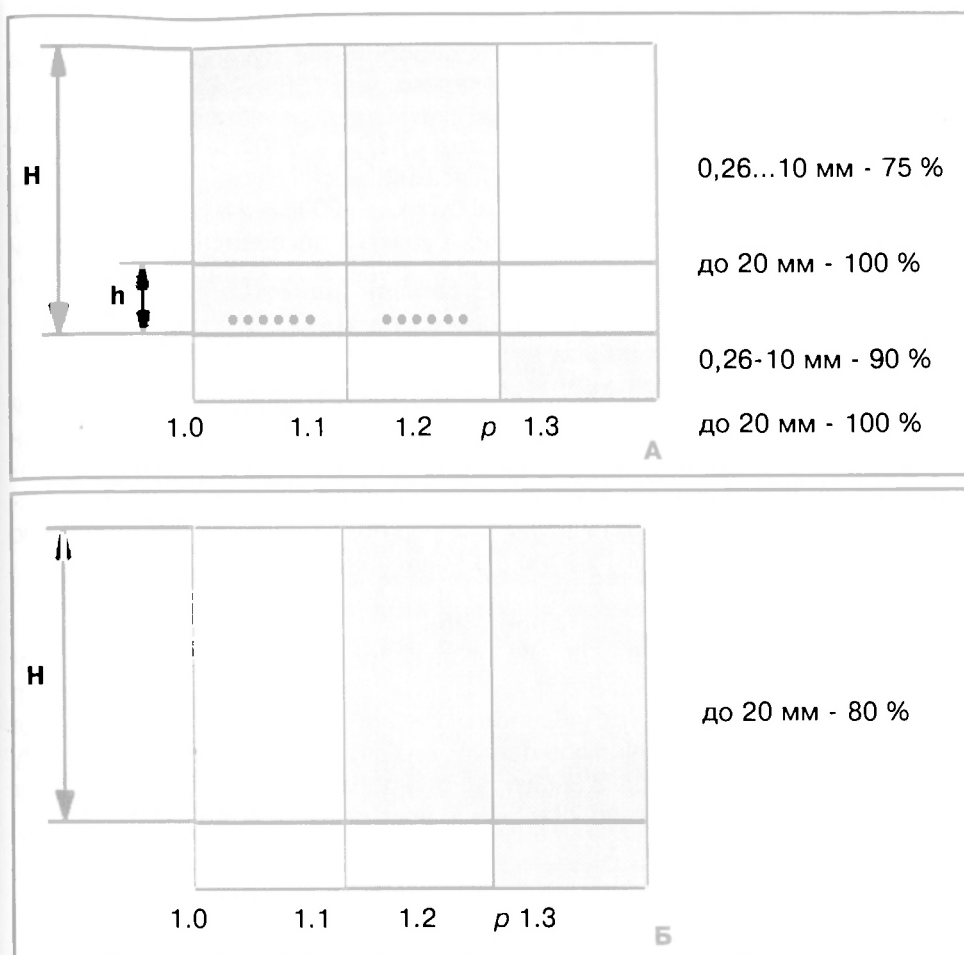 H
0,26...10 мм - 75 %
до 20 мм - 100 %
h
0,26-10 мм - 90 %
1.0 1.1 1.2 p 1.3
до 20 мм - 100 %
А
H
до 20 мм - 80 %
1.0 1.1 1.2 p 1.3
Б